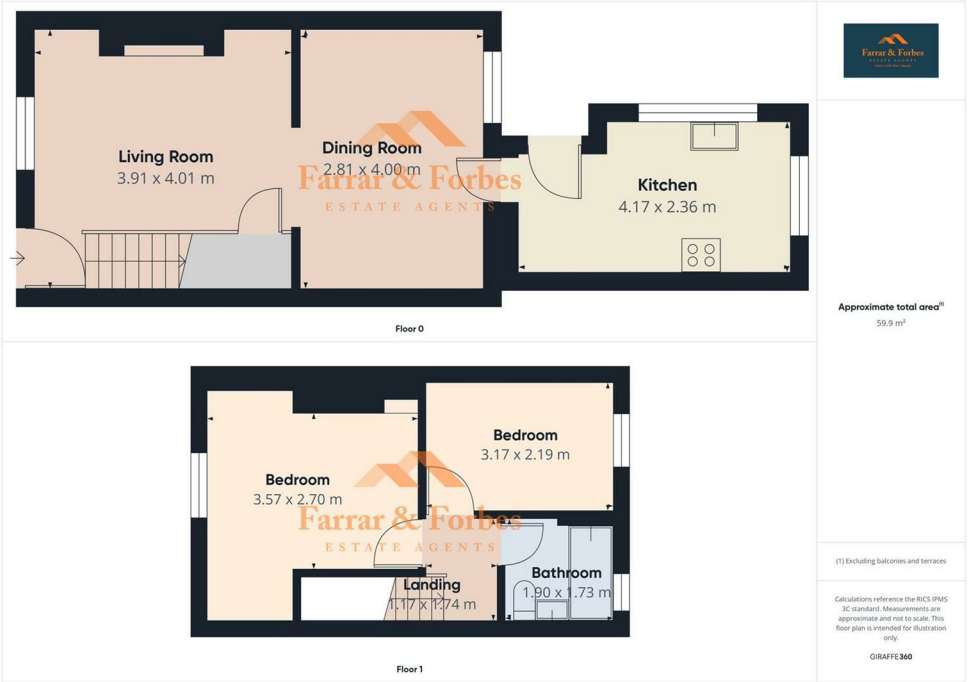 Living Room
3.91 x 4.01 m
Dining Room
2.81 x 4.00 m
Farrar & Forbes
ESTATE AGENTS
Kitchen
4.17 x 2.36 m
Floor 0
Bedroom
3.17 x 2.19 m
Bedroom
3.57 x 2.70 m
Farrar & Forbes
ESTATE AGENTS
Landing
1.17 x 1.74 m
Bathroom
1.90 x 1.73 m
Floor 1
Farrar & Forbes
ESTATE AGENTS
Approximate total area(1)
59.9 m²
(1) Excluding balconies and terraces
Calculations reference the RICS IPMS
3C standard. Measurements are
approximate and not to scale. This
floor plan is intended for illustration
only.
GIRAFFE360